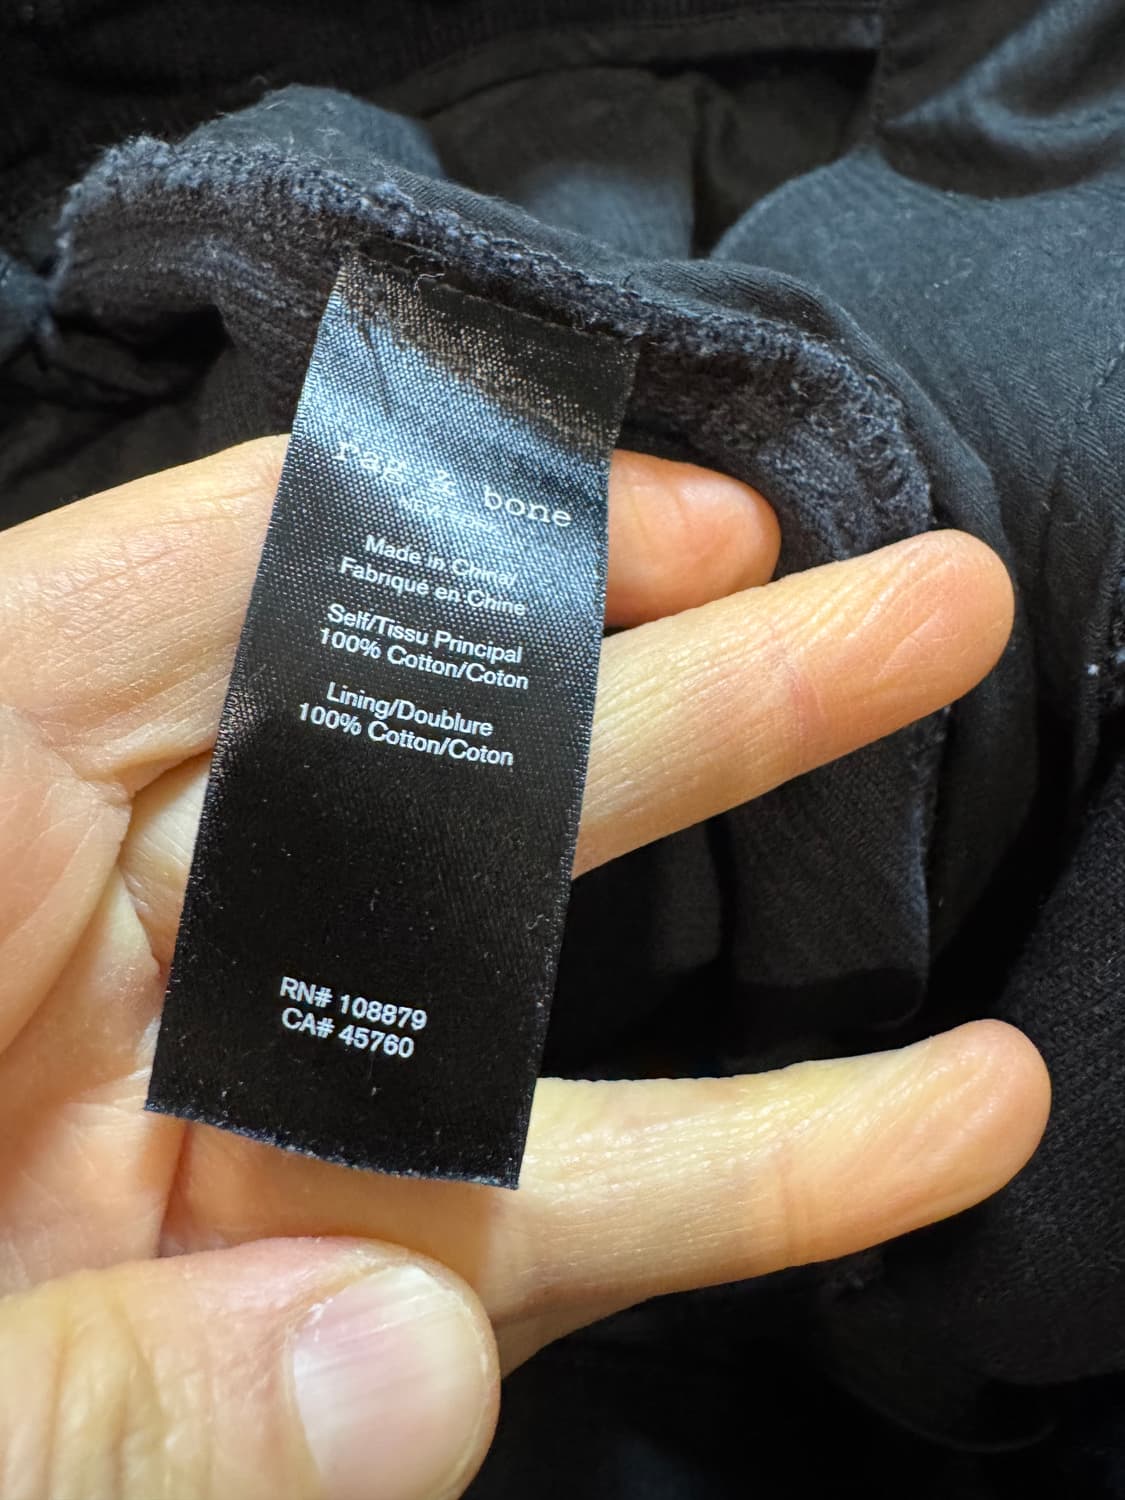 rag & bone
NEW YORK
Made in China/
Fabriqué en Chine
Self/Tissu Principal
100% Cotton/Coton
Lining/Doublure
100% Cotton/Coton
RN# 108879
CA# 45760